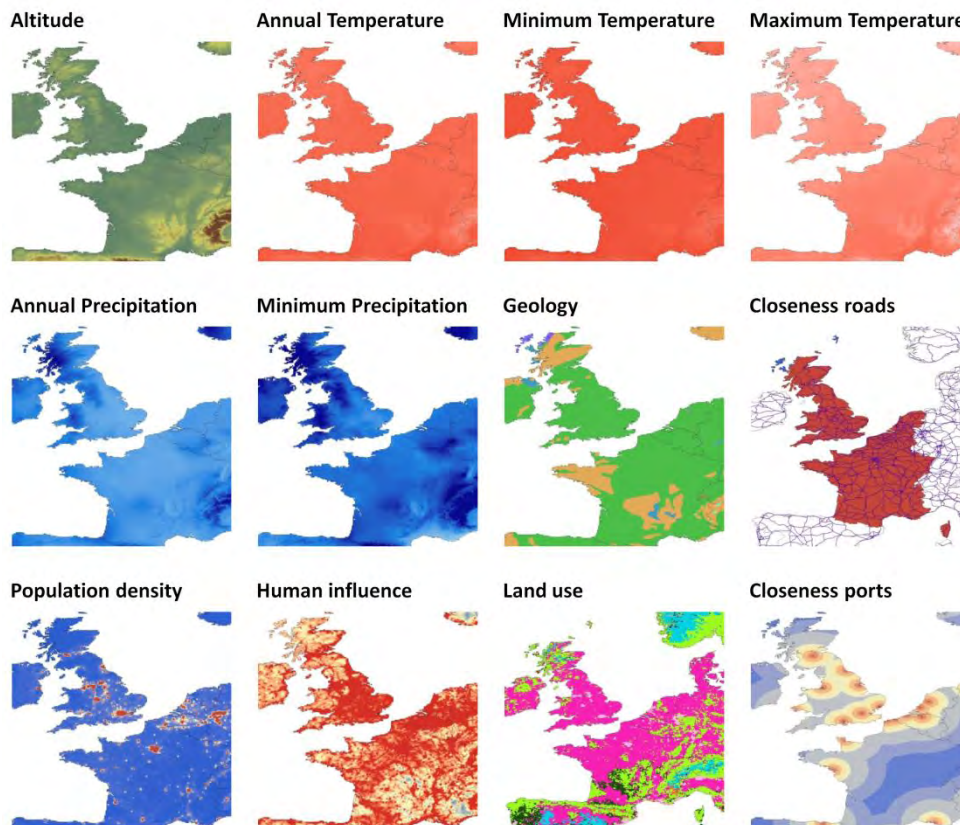 Altitude
Annual Temperature
Minimum Temperature
Maximum Temperature
Annual Precipitation
Minimum Precipitation
Geology
Closeness roads
Population density
Human influence
Land use
Closeness ports